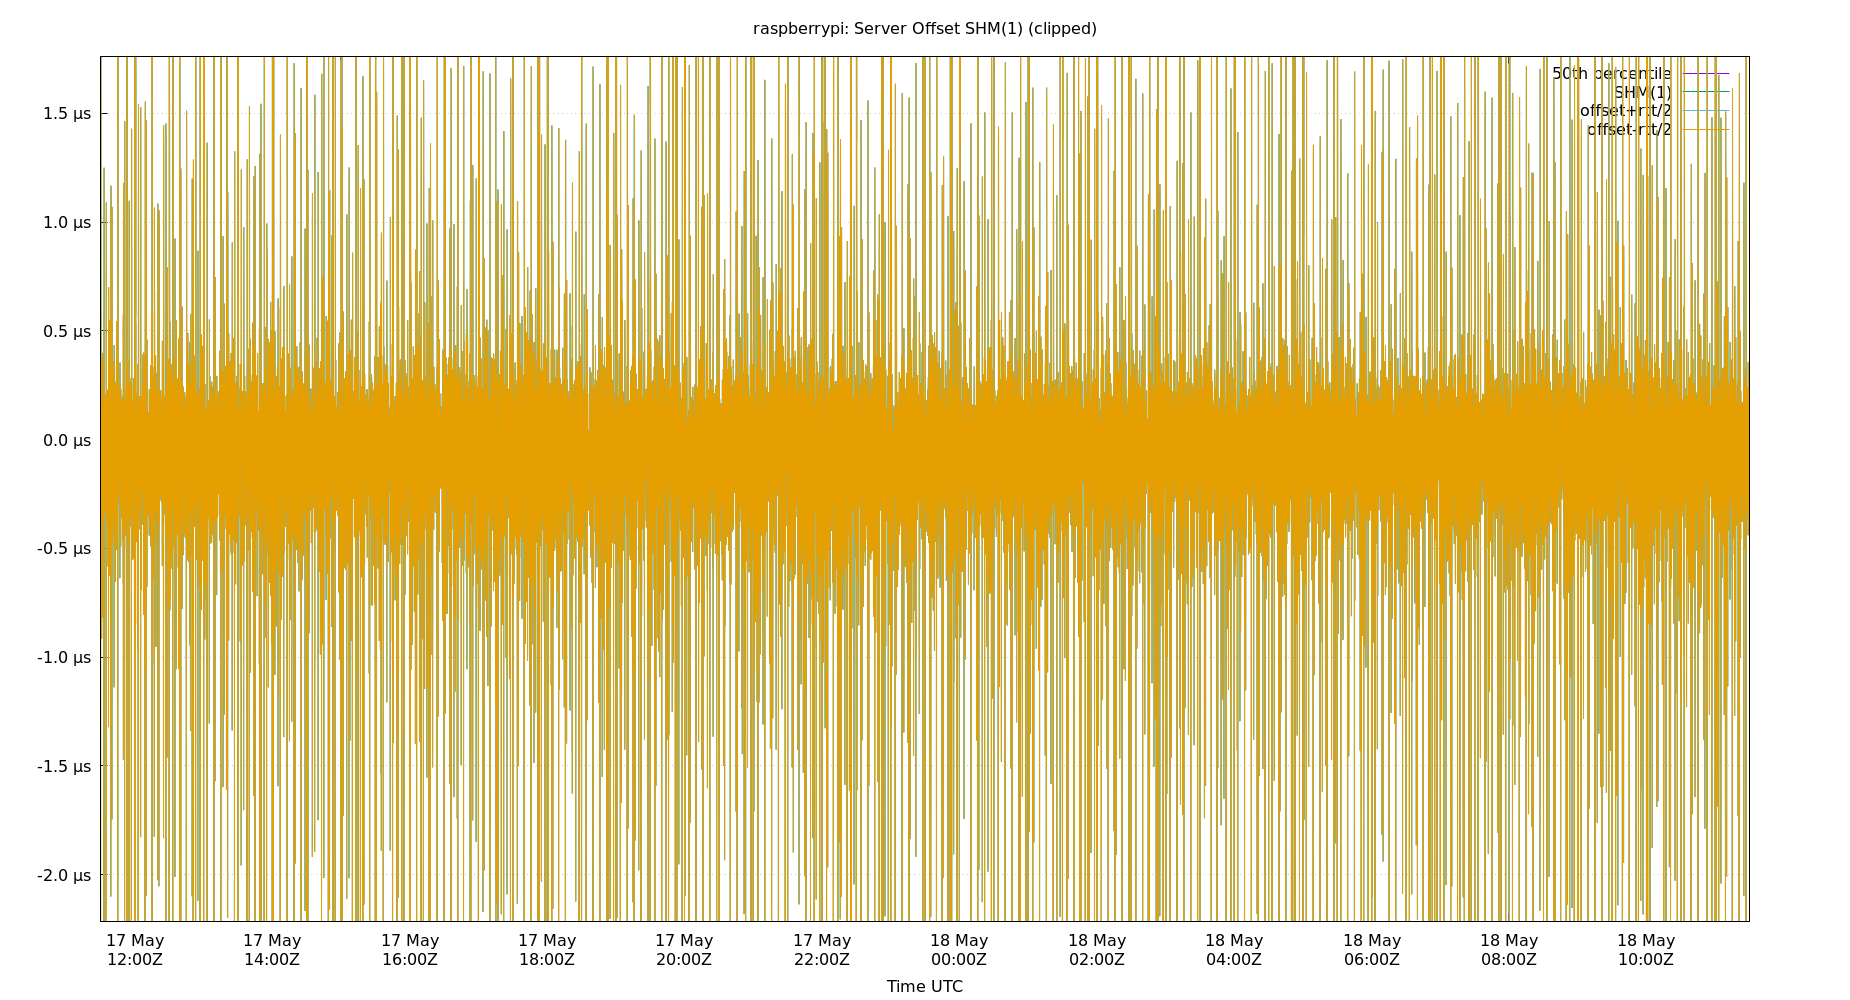 raspberrypi: Server Offset SHM(1) (clipped)
50th percentile
SHM(1)
offset+rtt/2
offset-rtt/2
1.5 µs
1.0 µs
0.5 µs
0.0 µs
-0.5 µs
-1.0 µs
-1.5 µs
-2.0 µs
17 May 17 May 17 May 17 May 17 May 17 May 18 May 18 May 18 May 18 May 18 May 18 May
12:00Z 14:00Z 16:00Z 18:00Z 20:00Z 22:00Z 00:00Z 02:00Z 04:00Z 06:00Z 08:00Z 10:00Z
Time UTC